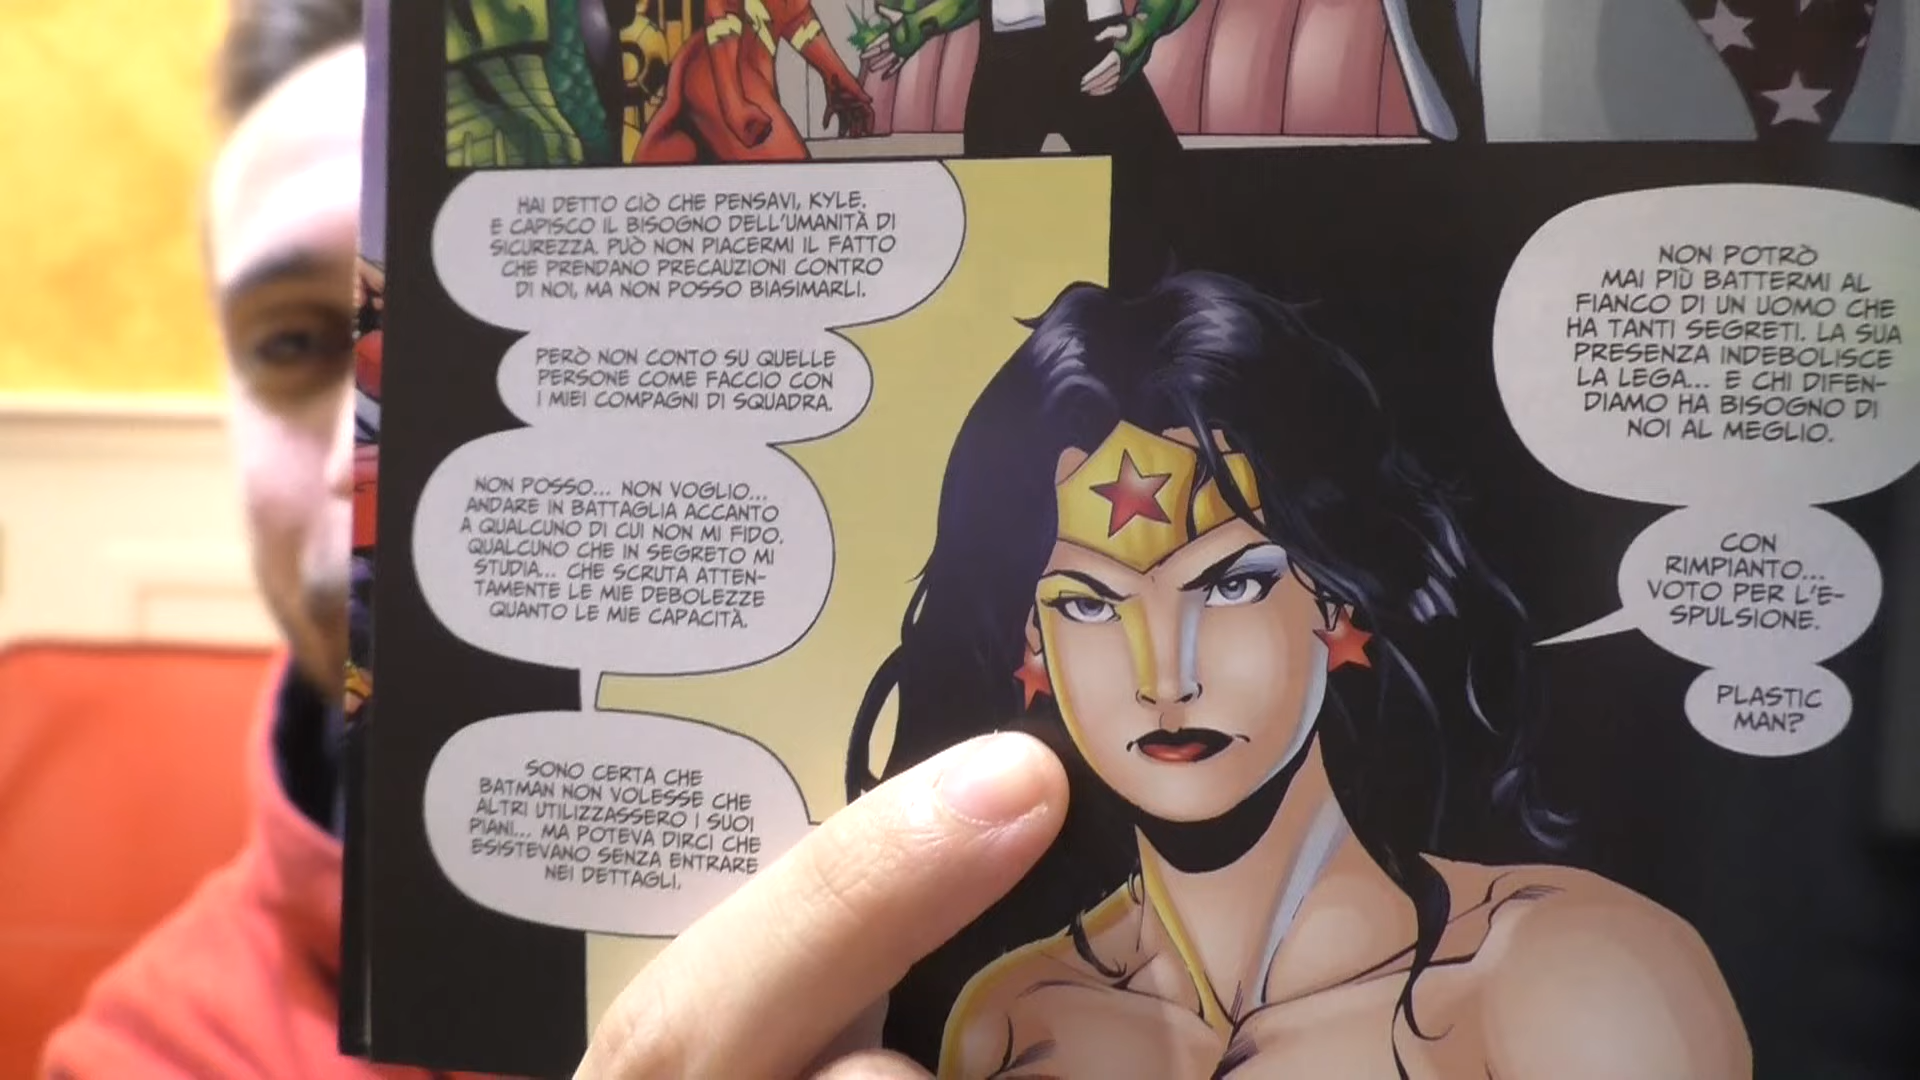 HAI DETTO CIÒ CHE PENSAVI, KYLE.
E CAPISCO IL BISOGNO DELL'UMANITÀ DI
SICUREZZA. PUÒ NON PIACERMI IL FATTO
CHE PRENDANO PRECAUZIONI CONTRO
DI NOI, MA NON POSSO BIASIMARLI.
PERÒ NON CONTO SU QUELLE
PERSONE COME FACCIO CON
I MIEI COMPAGNI DI SQUADRA.
NON POSSO... NON VOGLIO...
ANDARE IN BATTAGLIA ACCANTO
A QUALCUNO DI CUI NON MI FIDO.
QUALCUNO CHE IN SEGRETO MI
STUDIA... CHE SCRUTA ATTEN-
TAMENTE LE MIE DEBOLEZZE
QUANTO LE MIE CAPACITÀ.
SONO CERTA CHE
BATMAN NON VOLESSE CHE
ALTRI UTILIZZASSERO I SUOI
PIANI... MA POTEVA DIRCI CHE
ESISTEVANO SENZA ENTRARE
NEI DETTAGLI.
NON POTRÒ
MAI PIÙ BATTERMI AL
FIANCO DI UN UOMO CHE
HA TANTI SEGRETI. LA SUA
PRESENZA INDEBOLISCE
LA LEGA... E CHI DIFEN-
DIAMO HA BISOGNO DI
NOI AL MEGLIO.
CON
RIMPIANTO...
VOTO PER L'E-
SPULSIONE.
PLASTIC
MAN?